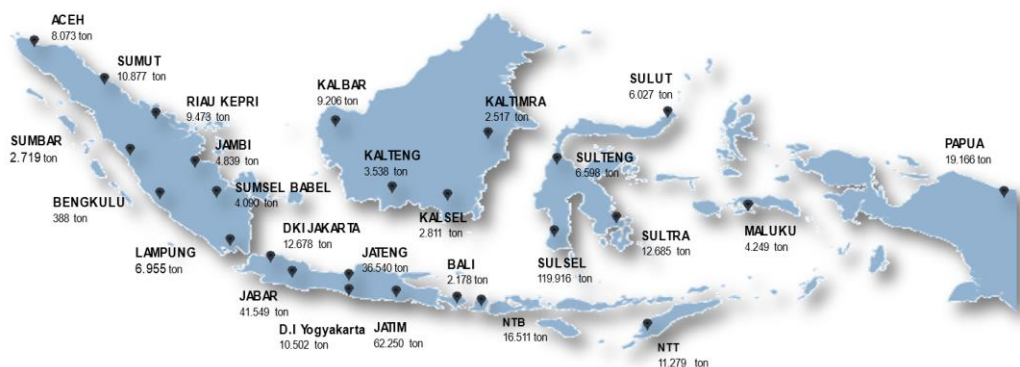 ACEH
8.073 ton
SUMUT
10.877 ton
RIAU KEPRI
9.473 ton
SUMBAR
2.719 ton
JAMBI
4.839 ton
BENGKULU
388 ton
SUMSEL BABEL
4.090 ton
LAMPUNG
6.955 ton
DKI JAKARTA
12.678 ton
JABAR
41.549 ton
JATENG
36.540 ton
D.I Yogyakarta
10.502 ton
JATIM
62.250 ton
BALI
2.178 ton
NTB
16.511 ton
NTT
11.279 ton
KALBAR
9.206 ton
KALTENG
3.538 ton
KALTIMRA
2.517 ton
KALSEL
2.811 ton
SULUT
6.027 ton
SULTENG
6.598 ton
SULTRA
12.685 ton
SULSEL
119.916 ton
MALUKU
4.249 ton
PAPUA
19.166 ton